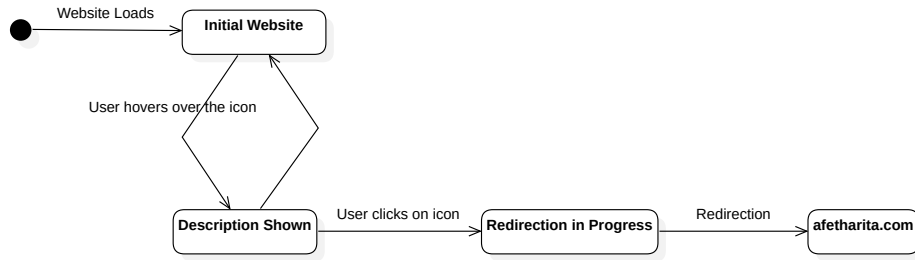 Website Loads
Initial Website
User hovers over the icon
Description Shown
User clicks on icon
Redirection in Progress
Redirection
afetharita.com